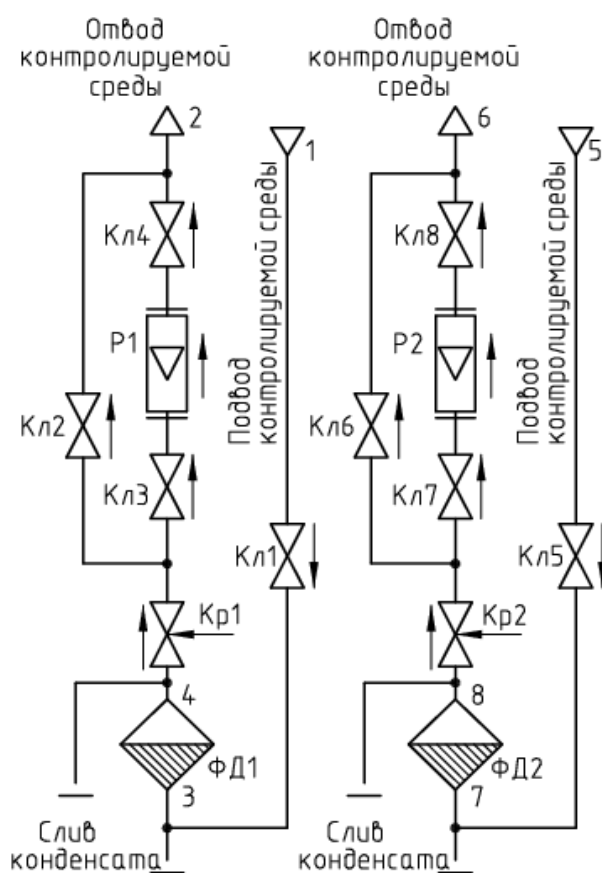 Отвод
контролируемой
среды
2
1
Кл4
Подвод
контролируемой среды
Р1
Кл2
Кл3
Кл1
Кр1
4
ФД1
3
Слив
конденсата
Отвод
контролируемой
среды
6
5
Кл8
Подвод
контролируемой среды
Р2
Кл6
Кл7
Кл5
Кр2
8
ФД2
7
Слив
конденсата